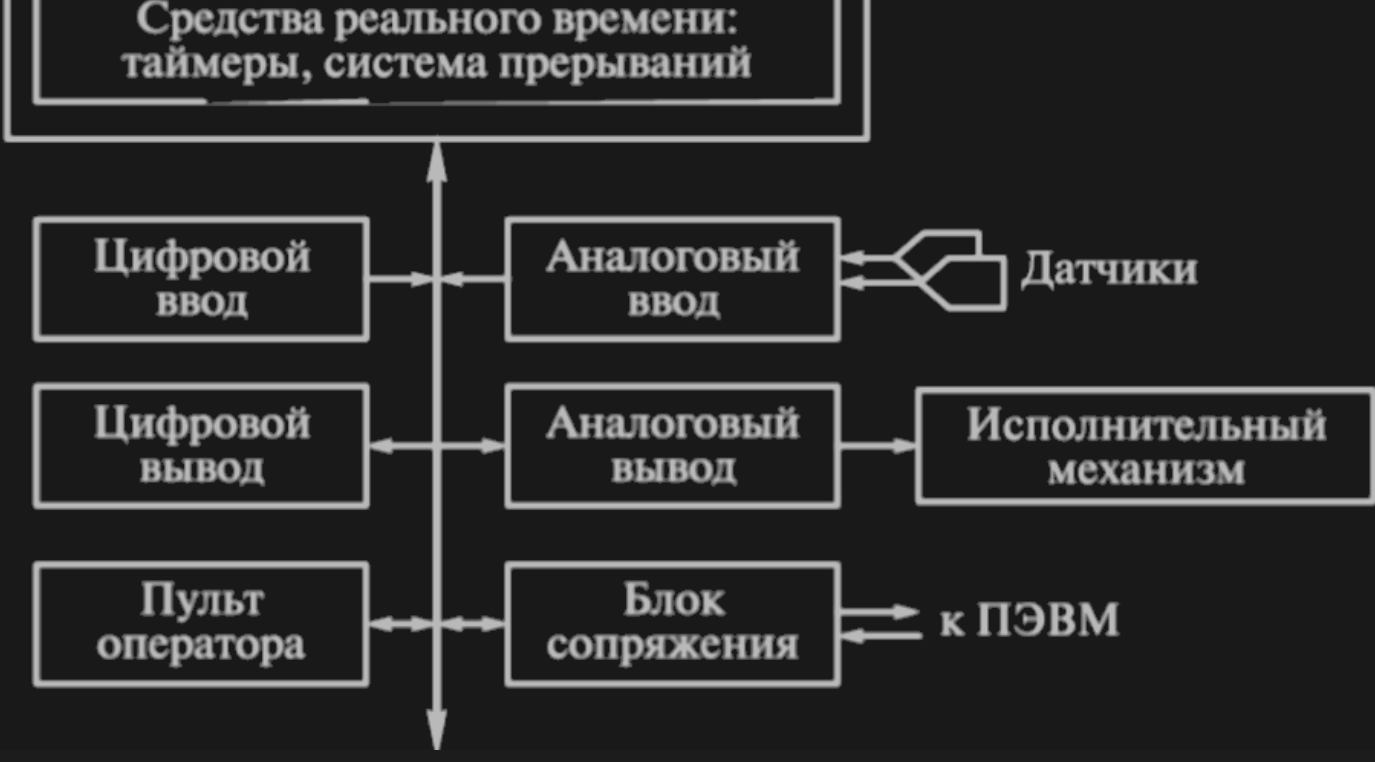 Средства реального времени:
таймеры, система прерываний
Цифровой
ввод
Аналоговый
ввод
Датчики
Цифровой
вывод
Аналоговый
вывод
Исполнительный
механизм
Пульт
оператора
Блок
сопряжения
к ПЭВМ